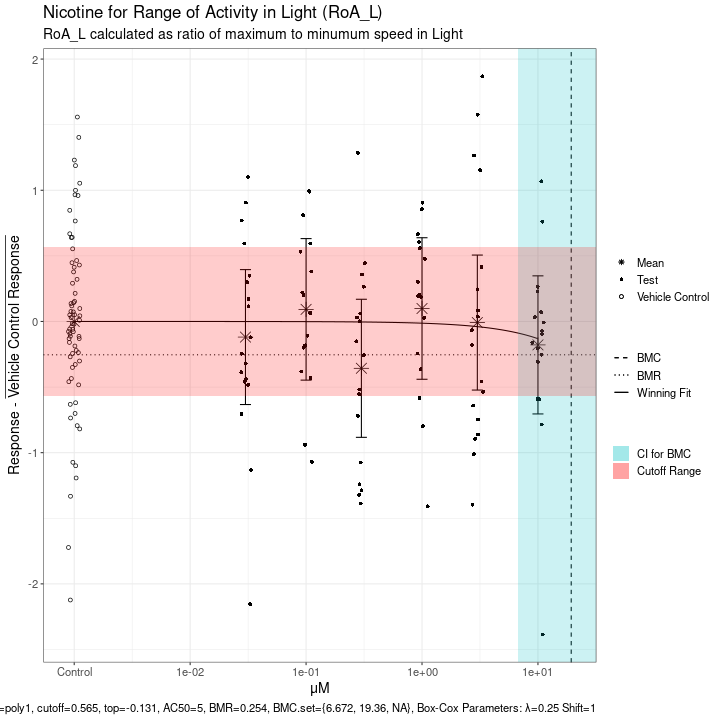 Nicotine for Range of Activity in Light (RoA_L)
RoA_L calculated as ratio of maximum to minumum speed in Light
Response - Vehicle Control Response
2
1
0
-1
-2
Control
1e-02
1e-01
1e+00
1e+01
μM
Mean
Test
Vehicle Control
BMC
BMR
Winning Fit
CI for BMC
Cutoff Range
=poly1, cutoff=0.565, top=-0.131, AC50=5, BMR=0.254, BMC.set={6.672, 19.36, NA}, Box-Cox Parameters: λ=0.25 Shift=1